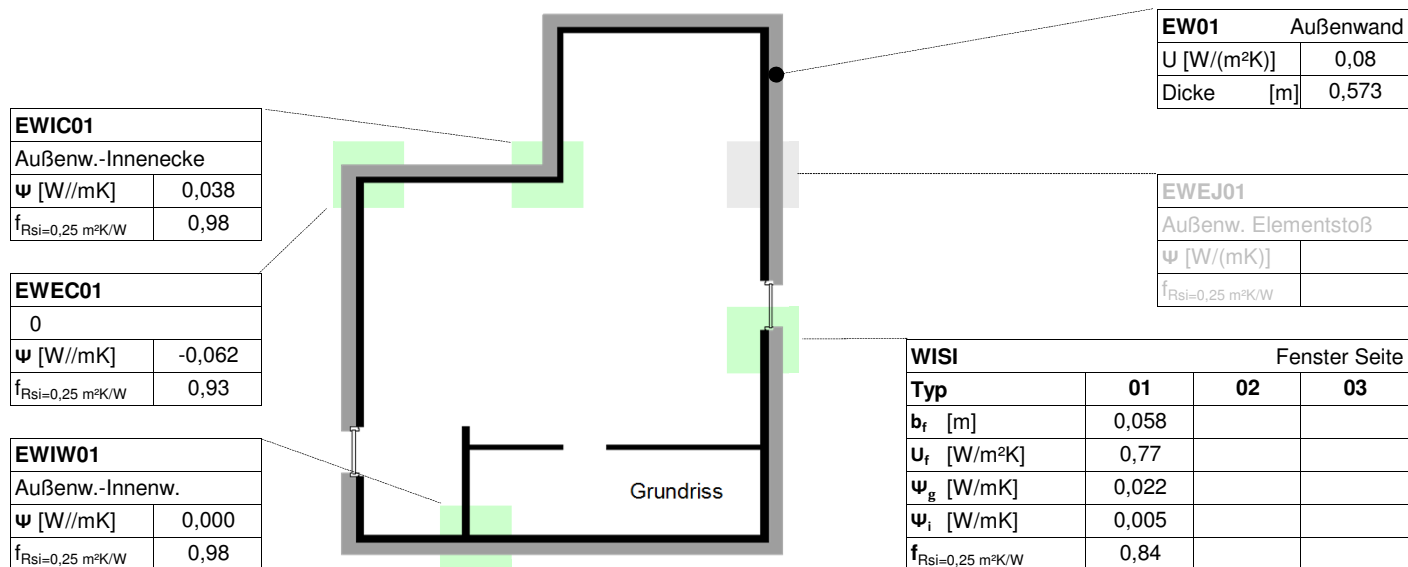 EW01 Außenwand
U [W/(m²K)] 0,08
Dicke [m] 0,573
EWIC01
Außenw.-Innenecke
Ψ [W//mK] 0,038
fRsi=0,25 m²K/W 0,98
EWEJ01
Außenw. Elementstoß
Ψ [W/(mK)]
fRsi=0,25 m²K/W
EWEC01
0
Ψ [W//mK] -0,062
fRsi=0,25 m²K/W 0,93
WISI Fenster Seite
Typ 01 02 03
bf [m] 0,058
Uf [W/m²K] 0,77
Ψg [W/mK] 0,022
Ψi [W/mK] 0,005
fRsi=0,25 m²K/W 0,84
EWIW01
Außenw.-Innenw.
Ψ [W//mK] 0,000
fRsi=0,25 m²K/W 0,98
Grundriss